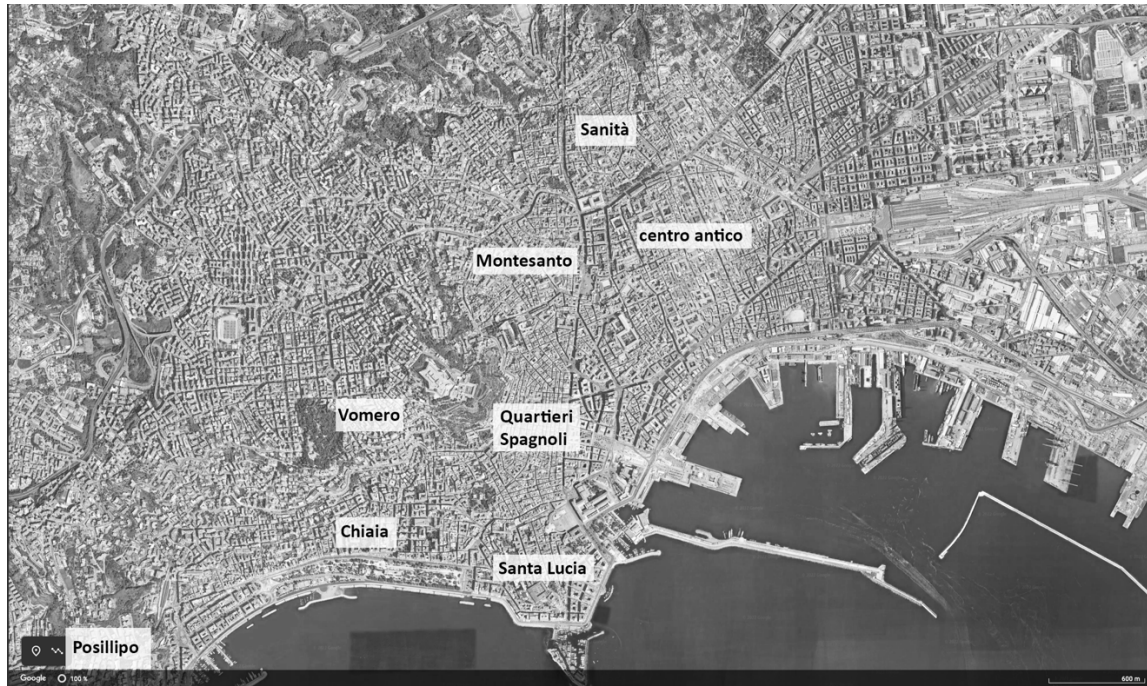 Sanità
centro antico
Montesanto
Vomero
Quartieri
Spagnoli
Chiaia
Santa Lucia
Posillipo
Google
100 %
600 m